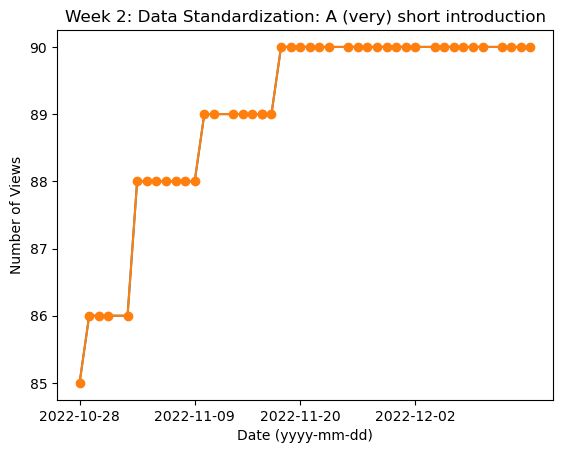 Week 2: Data Standardization: A (very) short introduction
90
89
88
87
86
85
Number of Views
2022-10-28 2022-11-09 2022-11-20 2022-12-02
Date (yyyy-mm-dd)